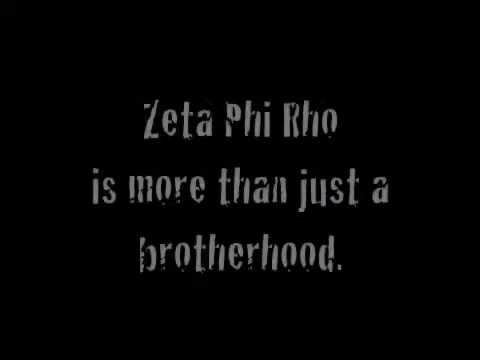 Zeta Phi Rho
is more than just a
brotherhood.